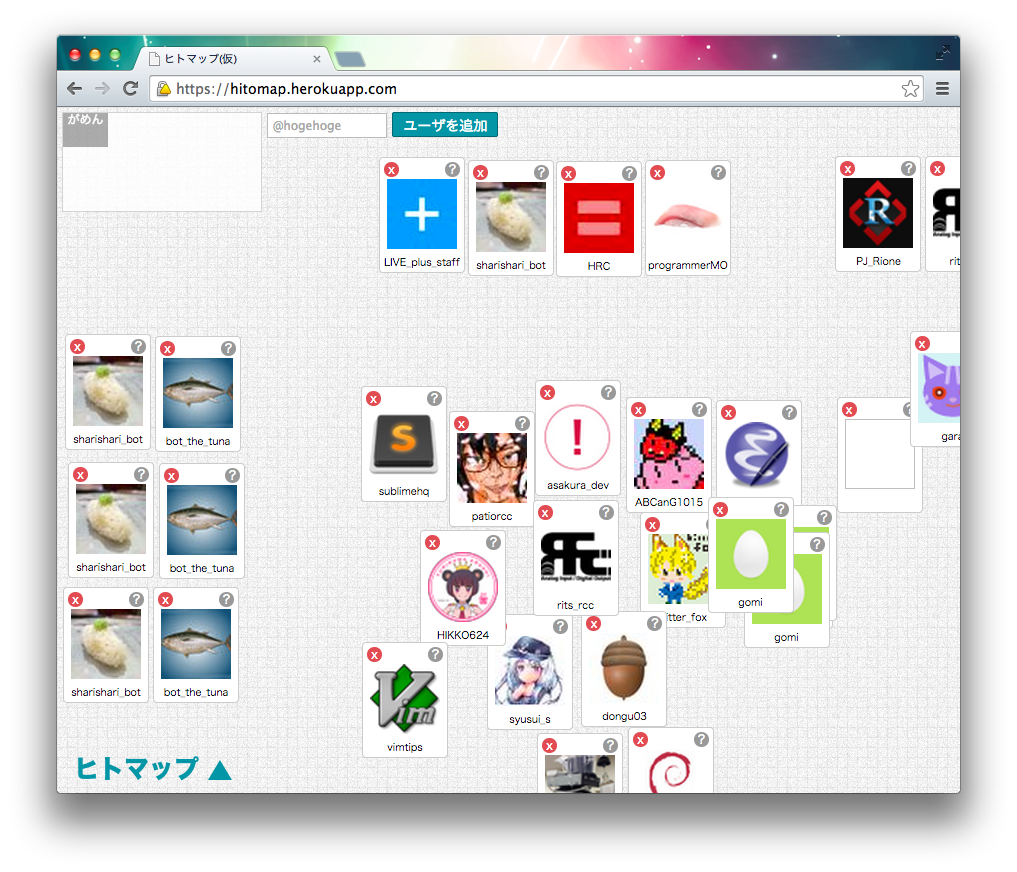 ヒトマップ(仮)
https://hitomap.herokuapp.com
がめん
@hogehoge
ユーザを追加
LIVE_plus_staff
sharishari_bot
HRC
programmerMO
PJ_Rione
rit
sharishari_bot
bot_the_tuna
sublimehq
patiorcc
asakura_dev
ABCanG1015
gara
sharishari_bot
bot_the_tuna
HIKKO624
rits_rcc
itter_fox
gomi
gomi
sharishari_bot
bot_the_tuna
vimtips
syusui_s
dongu03
ヒトマップ ▲